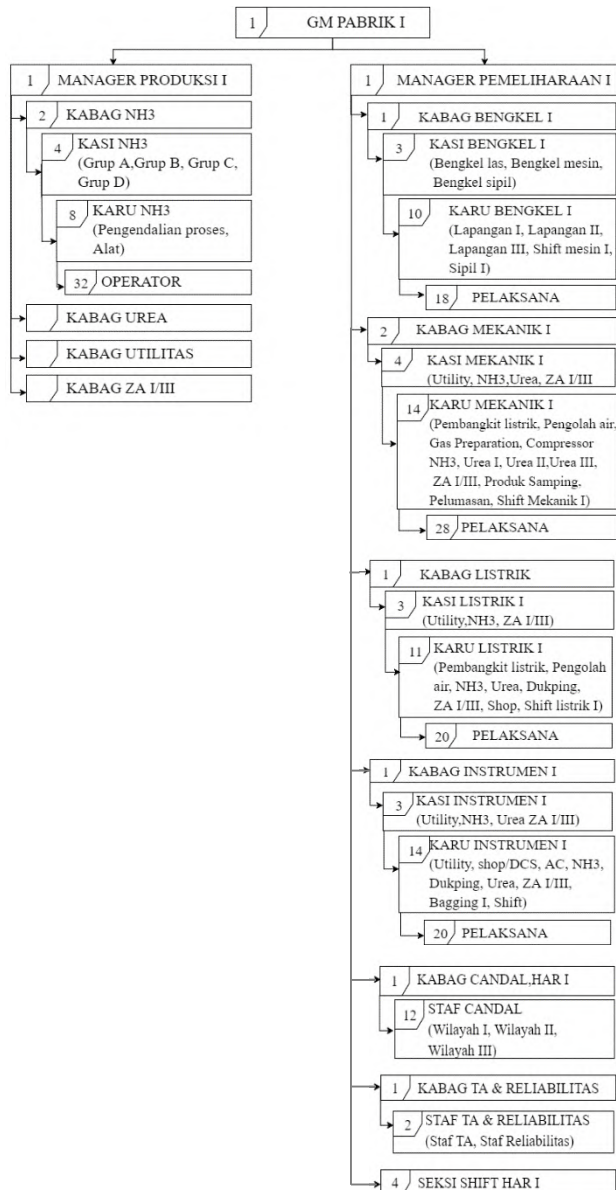 1 GM PABRIK I
1 MANAGER PRODUKSI I
2 KABAG NH3
4 KASI NH3
(Grup A,Grup B, Grup C,
Grup D)
8 KARU NH3
(Pengendalian proses,
Alat)
32 OPERATOR
KABAG UREA
KABAG UTILITAS
KABAG ZA I/III
1 MANAGER PEMELIHARAAN I
1 KABAG BENGKEL I
3 KASI BENGKEL I
(Bengkel las, Bengkel mesin,
Bengkel sipil)
10 KARU BENGKEL I
(Lapangan I, Lapangan II,
Lapangan III, Shift mesin I,
Sipil I)
18 PELAKSANA
2 KABAG MEKANIK I
4 KASI MEKANIK I
(Utility, NH3,Urea, ZA I/III
14 KARU MEKANIK I
(Pembangkit listrik, Pengolah air,
Gas Preparation, Compressor
NH3, Urea I, Urea II,Urea III,
ZA I/III, Produk Samping,
Pelumasan, Shift Mekanik I)
28 PELAKSANA
1 KABAG LISTRIK
3 KASI LISTRIK I
(Utility,NH3, ZA I/III)
11 KARU LISTRIK I
(Pembangkit listrik, Pengolah
air, NH3, Urea, Dukping,
ZA I/III, Shop, Shift listrik I)
20 PELAKSANA
1 KABAG INSTRUMEN I
3 KASI INSTRUMEN I
(Utility,NH3, Urea ZA I/III)
14 KARU INSTRUMEN I
(Utility, shop/DCS, AC, NH3,
Dukping, Urea, ZA I/III,
Bagging I, Shift)
20 PELAKSANA
1 KABAG CANDAL,HAR I
12 STAF CANDAL
(Wilayah I, Wilayah II,
Wilayah III)
1 KABAG TA & RELIABILITAS
2 STAF TA & RELIABILITAS
(Staf TA, Staf Reliabilitas)
4 SEKSI SHIFT HAR I